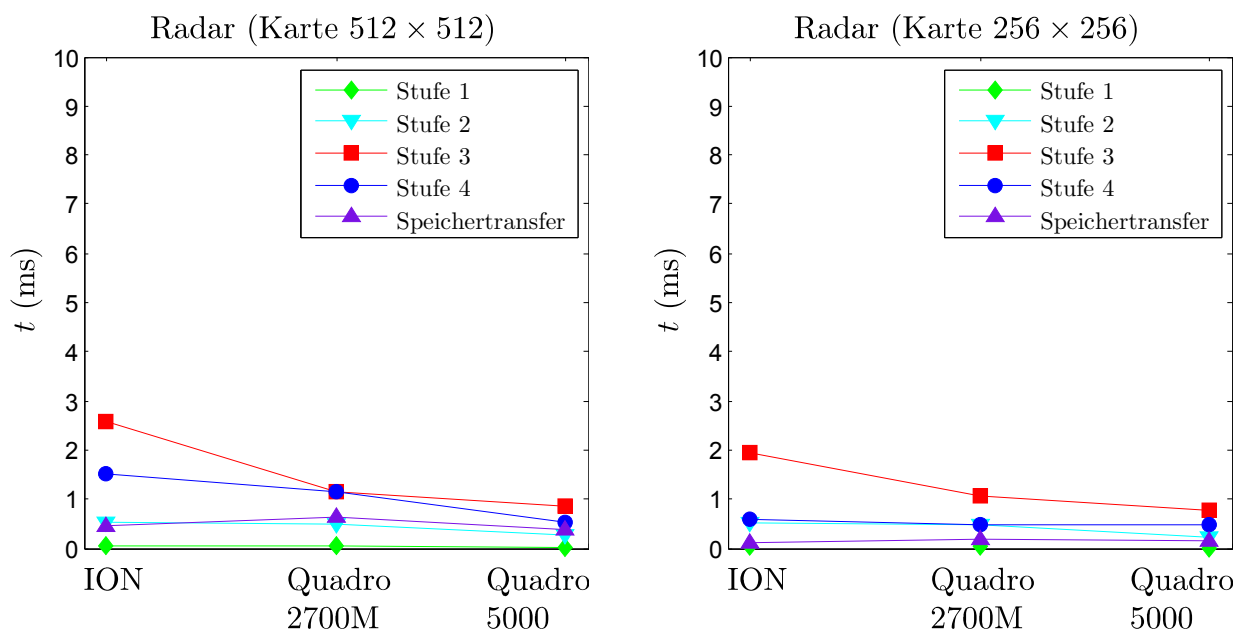 Radar (Karte 512 × 512)
10
9
8
7
6
5
4
3
2
1
0
t (ms)
Stufe 1
Stufe 2
Stufe 3
Stufe 4
Speichertransfer
ION
Quadro
2700M
Quadro
5000
Radar (Karte 256 × 256)
10
9
8
7
6
5
4
3
2
1
0
t (ms)
Stufe 1
Stufe 2
Stufe 3
Stufe 4
Speichertransfer
ION
Quadro
2700M
Quadro
5000